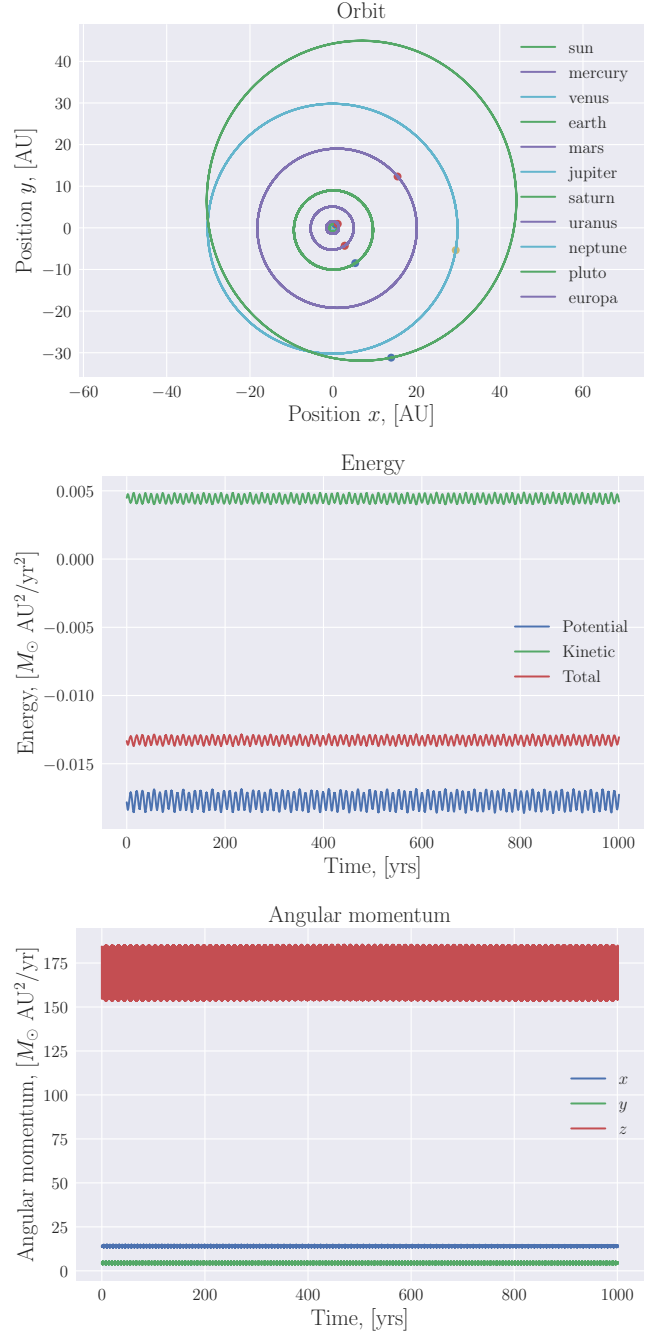 Orbit
Position y, [AU]
40
30
20
10
0
−10
−20
−30
−60
−40
−20
0
20
40
60
Position x, [AU]
sun
mercury
venus
earth
mars
jupiter
saturn
uranus
neptune
pluto
europa
Energy
Energy, [M⊙ AU²/yr²]
0.005
0.000
−0.005
−0.010
−0.015
0
200
400
600
800
1000
Time, [yrs]
Potential
Kinetic
Total
Angular momentum
Angular momentum, [M⊙ AU²/yr]
175
150
125
100
75
50
25
0
0
200
400
600
800
1000
Time, [yrs]
x
y
z